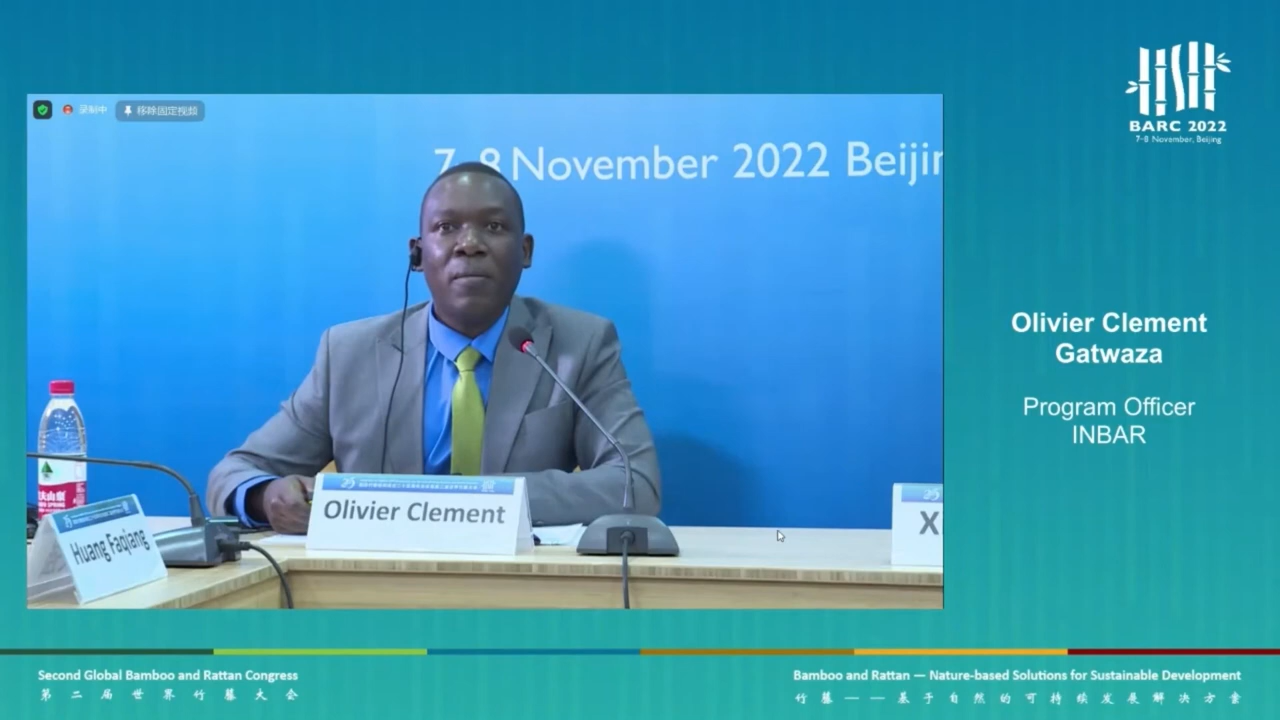 BARC 2022
7-8 November, Beijing
录制中
移除固定视频
7-8 November 2022 Beijin
Olivier Clement
Gatwaza
Program Officer
INBAR
Olivier Clement
Huang Faqiang
X
Second Global Bamboo and Rattan Congress
第二届世界竹藤大会
Bamboo and Rattan — Nature-based Solutions for Sustainable Development
竹藤——基于自然的可持续发展解决方案